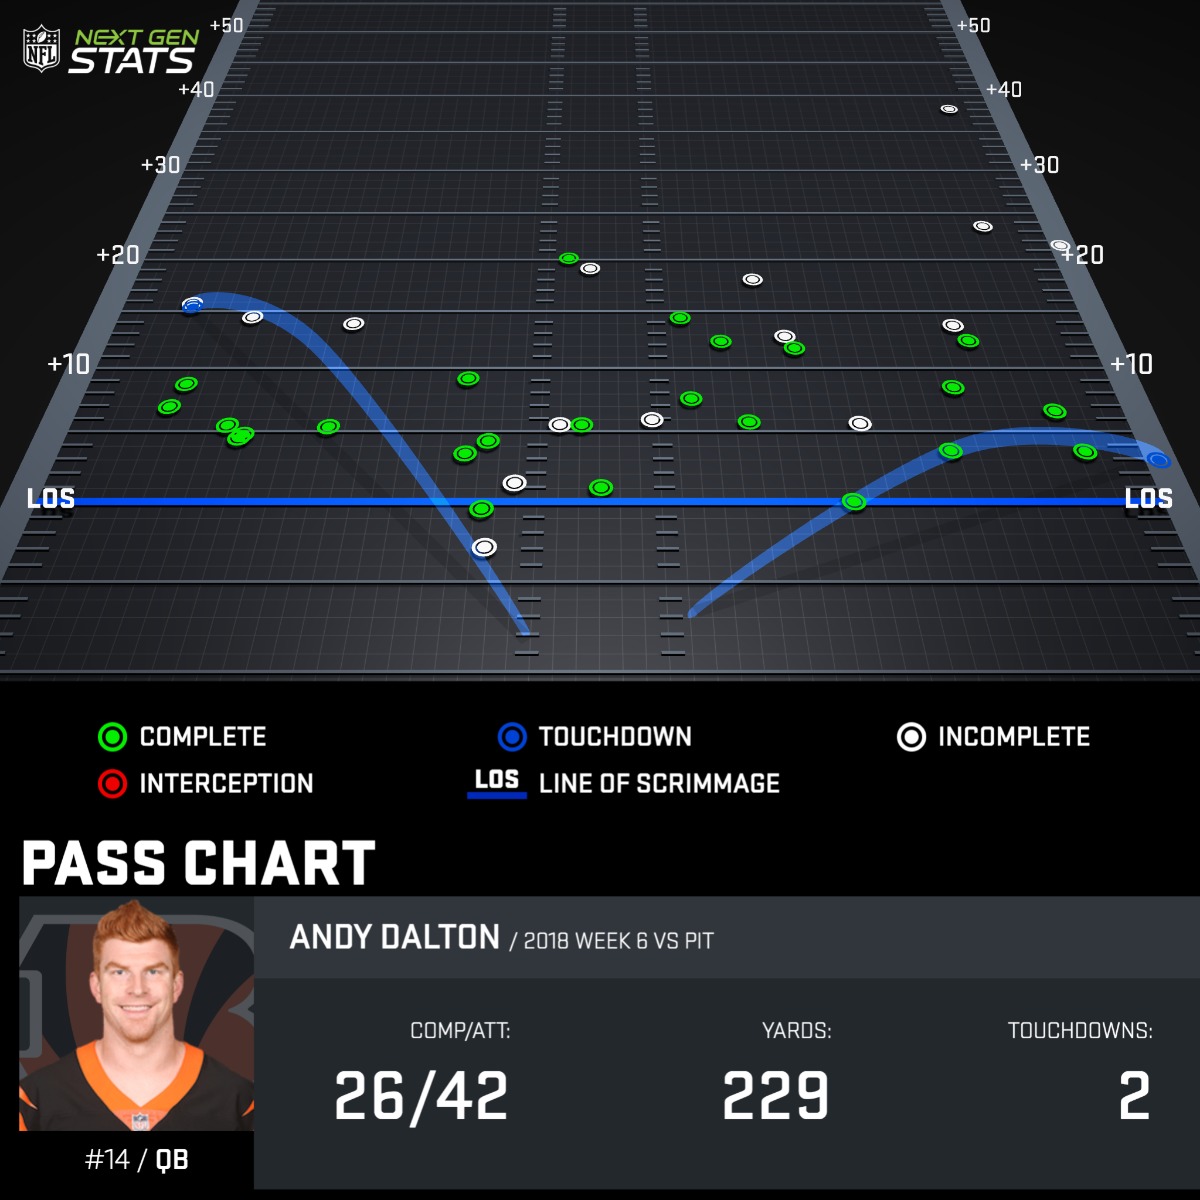 +50 +50
NFL NEXT GEN
STATS
+40 +40
+30 +30
+20 +20
+10 +10
LOS LOS
COMPLETE TOUCHDOWN INCOMPLETE
INTERCEPTION LOS LINE OF SCRIMMAGE
PASS CHART
ANDY DALTON / 2018 WEEK 6 VS PIT
COMP/ATT: YARDS: TOUCHDOWNS:
26/42 229 2
#14 / QB